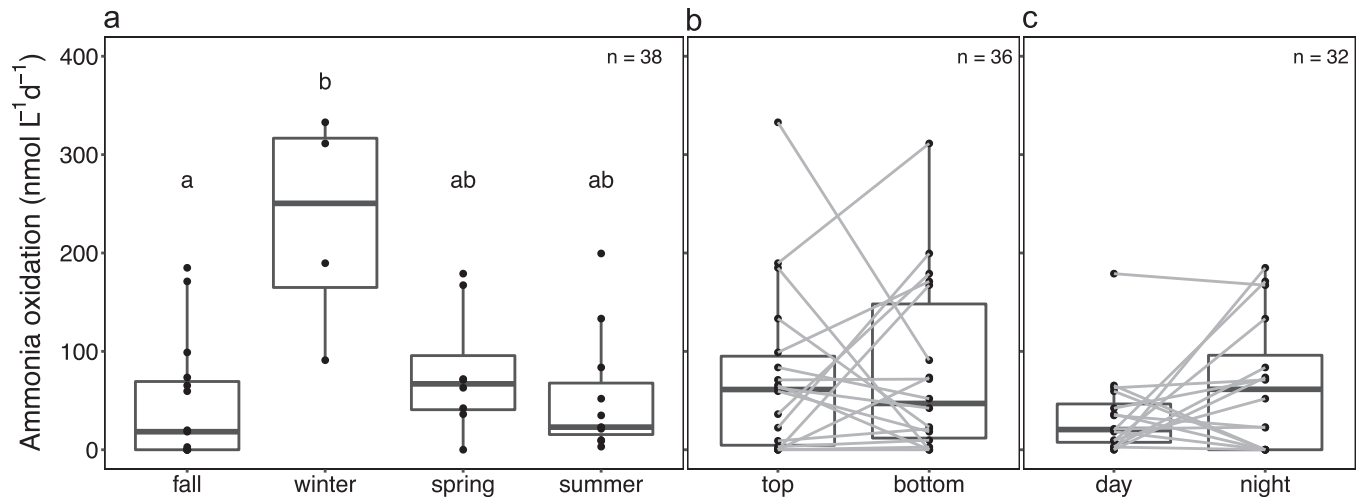 a
b
c
n = 38
n = 36
n = 32
Ammonia oxidation (nmol L⁻¹d⁻¹)
400
300
200
100
0
a
b
ab
ab
fall
winter
spring
summer
top
bottom
day
night